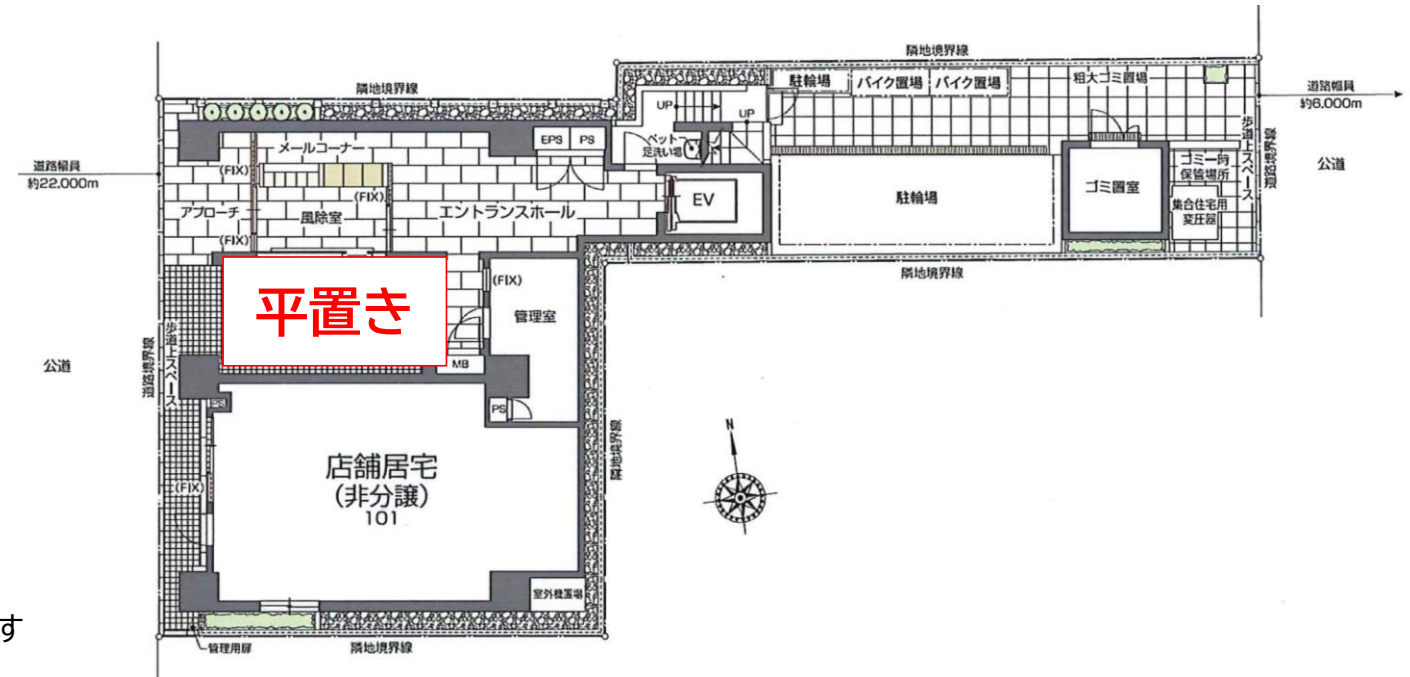 隣地境界線
駐輪場
バイク置場
バイク置場
粗大ゴミ置場
道路幅員
約6.000m
隣地境界線
UP
UP
EPS
PS
ペット
足洗い場
メールコーナー
道路幅員
約22.000m
(FIX)
(FIX)
アプローチ
風除室
エントランスホール
EV
駐輪場
ゴミ置室
ゴミ一時
保管場所
集合住宅用
変圧器
歩道上スペース
道路境界線
公道
(FIX)
隣地境界線
平置き
(FIX)
管理室
公道
道路境界線
歩道上スペース
MB
PS
PS
隣地境界線
N
店舗居宅
(非分譲)
101
(FIX)
室外機置場
す
管理用扉
隣地境界線